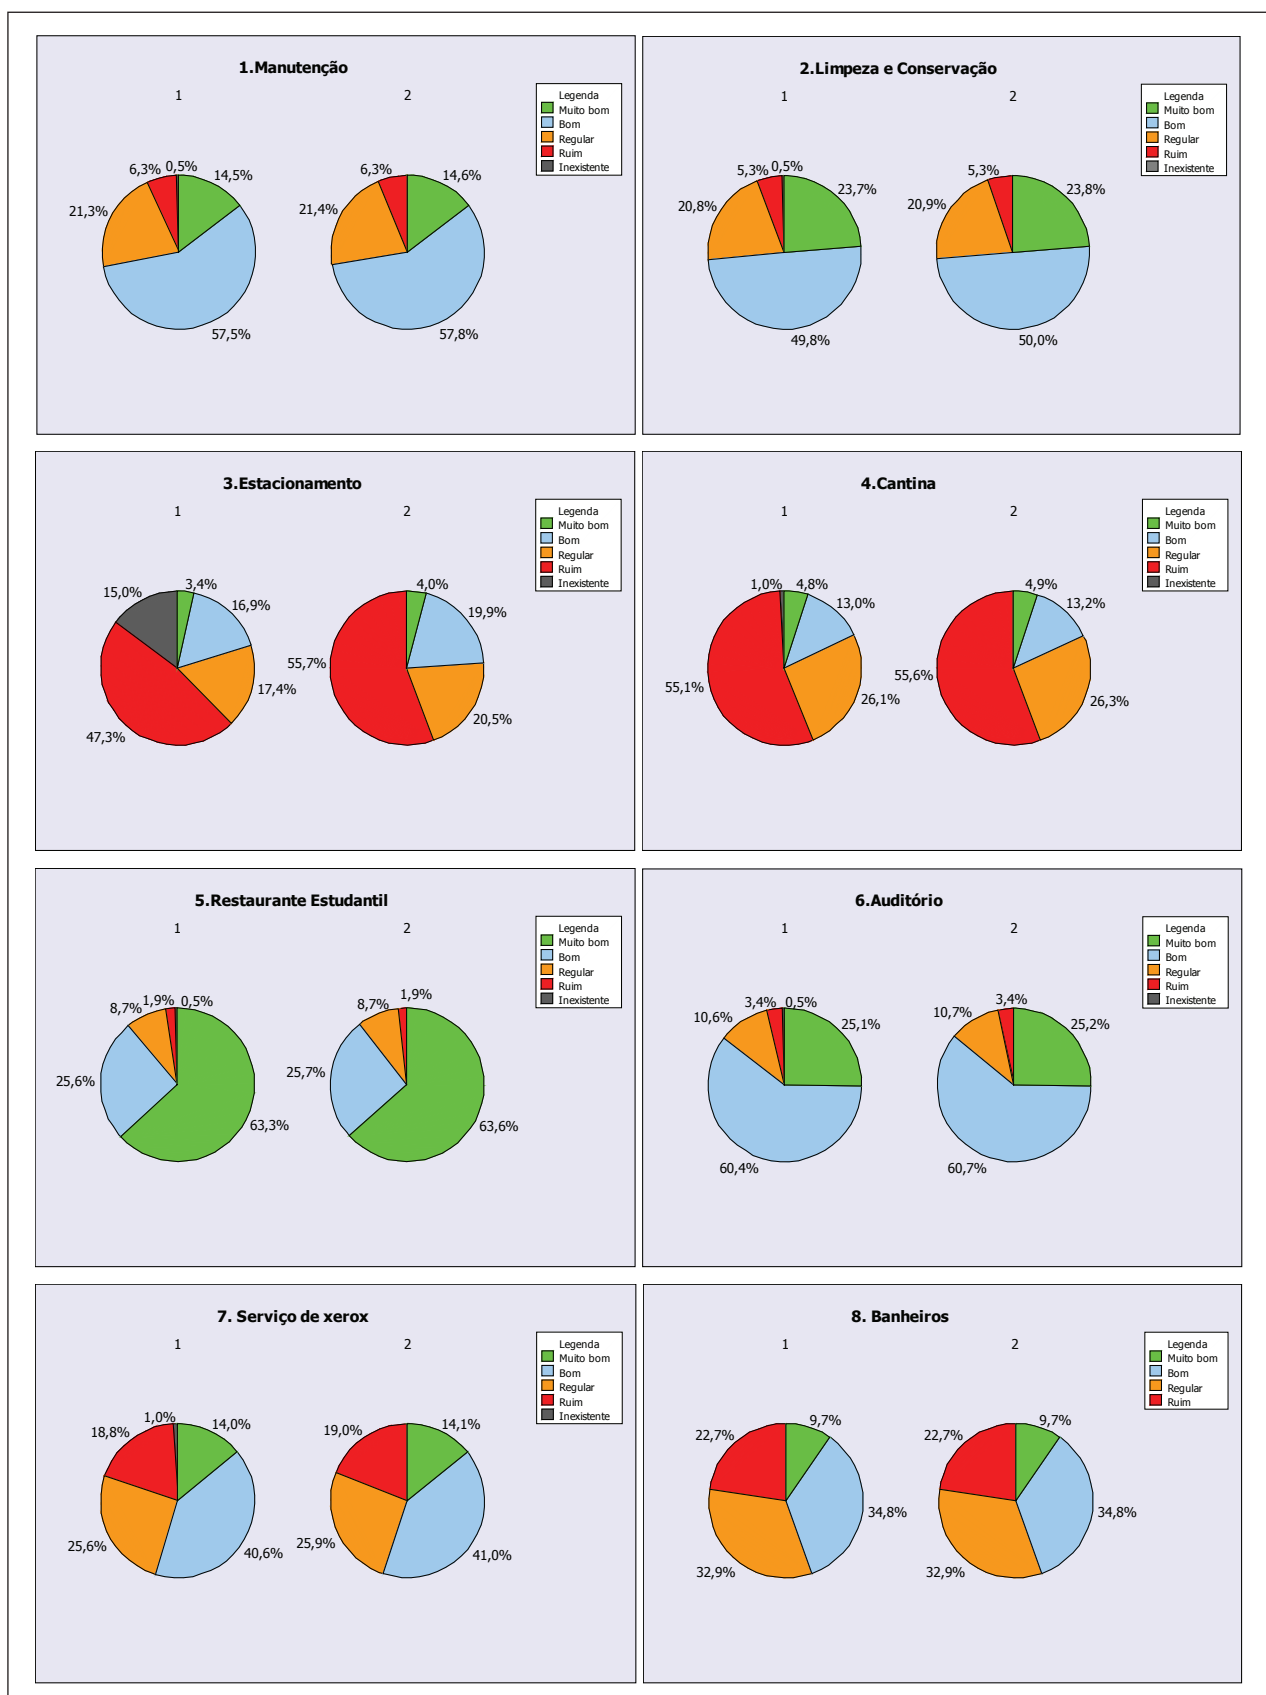 1.Manutenção
1
2
Legenda
Muito bom
Bom
Regular
Ruim
Inexistente
6,3%
0,5%
14,5%
21,3%
57,5%
6,3%
14,6%
21,4%
57,8%
2.Limpeza e Conservação
1
2
Legenda
Muito bom
Bom
Regular
Ruim
Inexistente
5,3%
0,5%
23,7%
20,8%
49,8%
5,3%
23,8%
20,9%
50,0%
3.Estacionamento
1
2
Legenda
Muito bom
Bom
Regular
Ruim
Inexistente
15,0%
3,4%
16,9%
17,4%
47,3%
4,0%
19,9%
55,7%
20,5%
4.Cantina
1
2
Legenda
Muito bom
Bom
Regular
Ruim
Inexistente
1,0%
4,8%
13,0%
55,1%
26,1%
4,9%
13,2%
55,6%
26,3%
5.Restaurante Estudantil
1
2
Legenda
Muito bom
Bom
Regular
Ruim
Inexistente
8,7%
1,9%
0,5%
25,6%
63,3%
8,7%
1,9%
25,7%
63,6%
6.Auditório
1
2
Legenda
Muito bom
Bom
Regular
Ruim
Inexistente
10,6%
3,4%
0,5%
25,1%
60,4%
10,7%
3,4%
25,2%
60,7%
7. Serviço de xerox
1
2
Legenda
Muito bom
Bom
Regular
Ruim
Inexistente
18,8%
1,0%
14,0%
25,6%
40,6%
19,0%
14,1%
25,9%
41,0%
8. Banheiros
1
2
Legenda
Muito bom
Bom
Regular
Ruim
22,7%
9,7%
34,8%
32,9%
22,7%
9,7%
34,8%
32,9%